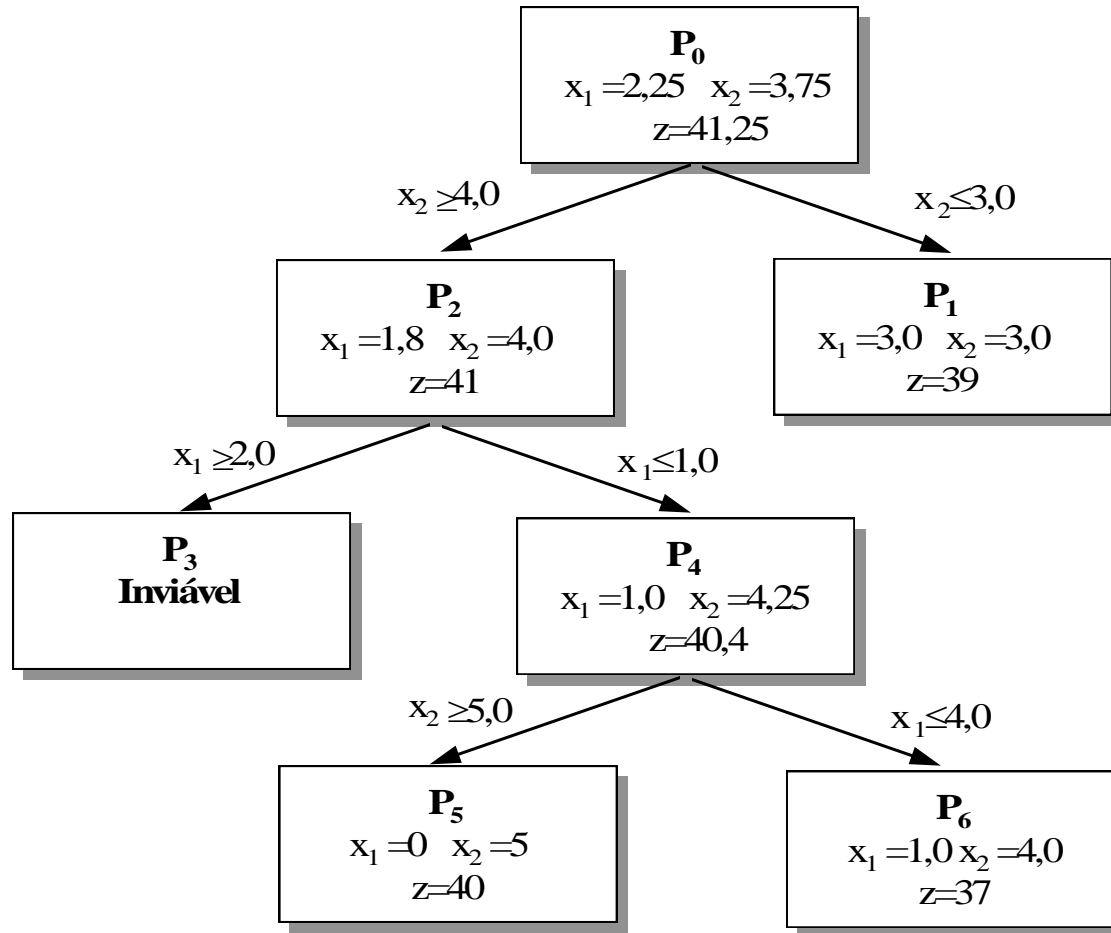 P₀
x₁=2,25 x₂=3,75
z=41,25
x₂≥4,0
x₂≤3,0
P₂
x₁=1,8 x₂=4,0
z=41
P₁
x₁=3,0 x₂=3,0
z=39
x₁≥2,0
x₁≤1,0
P₃
Inviável
P₄
x₁=1,0 x₂=4,25
z=40,4
x₂≥5,0
x₁≤4,0
P₅
x₁=0 x₂=5
z=40
P₆
x₁=1,0 x₂=4,0
z=37